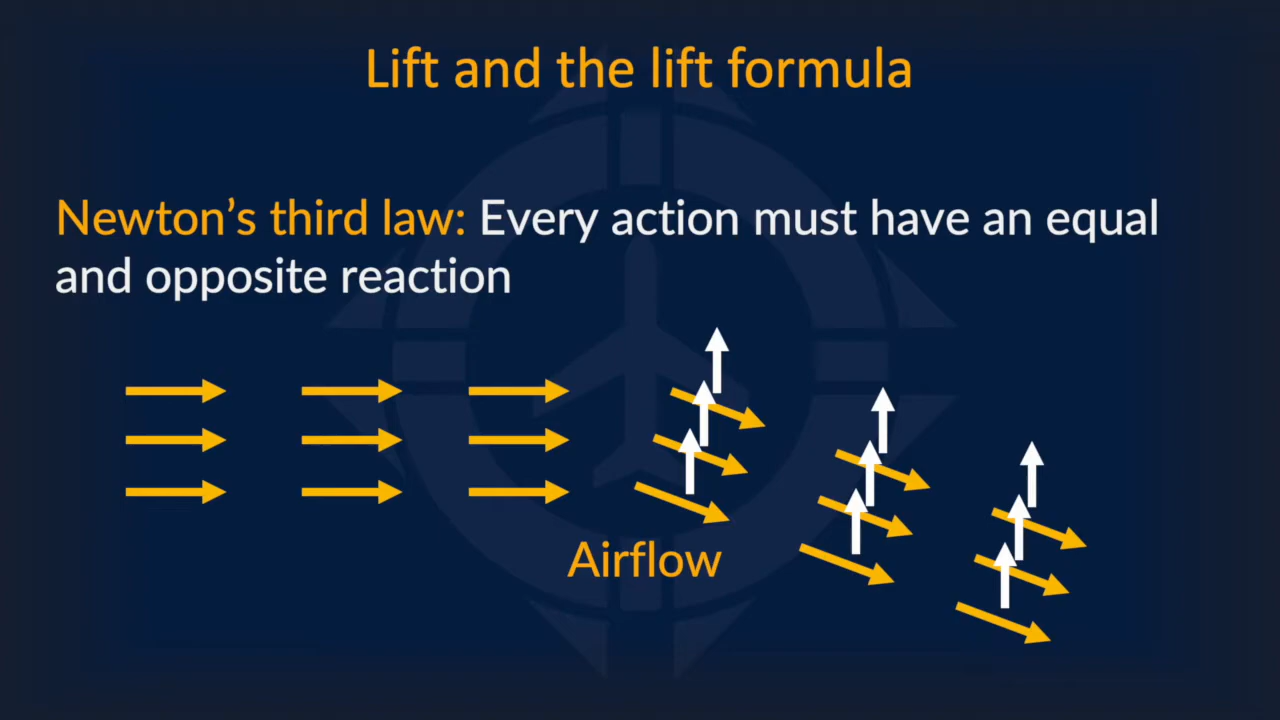 Lift and the lift formula
Newton’s third law: Every action must have an equal
and opposite reaction
Airflow